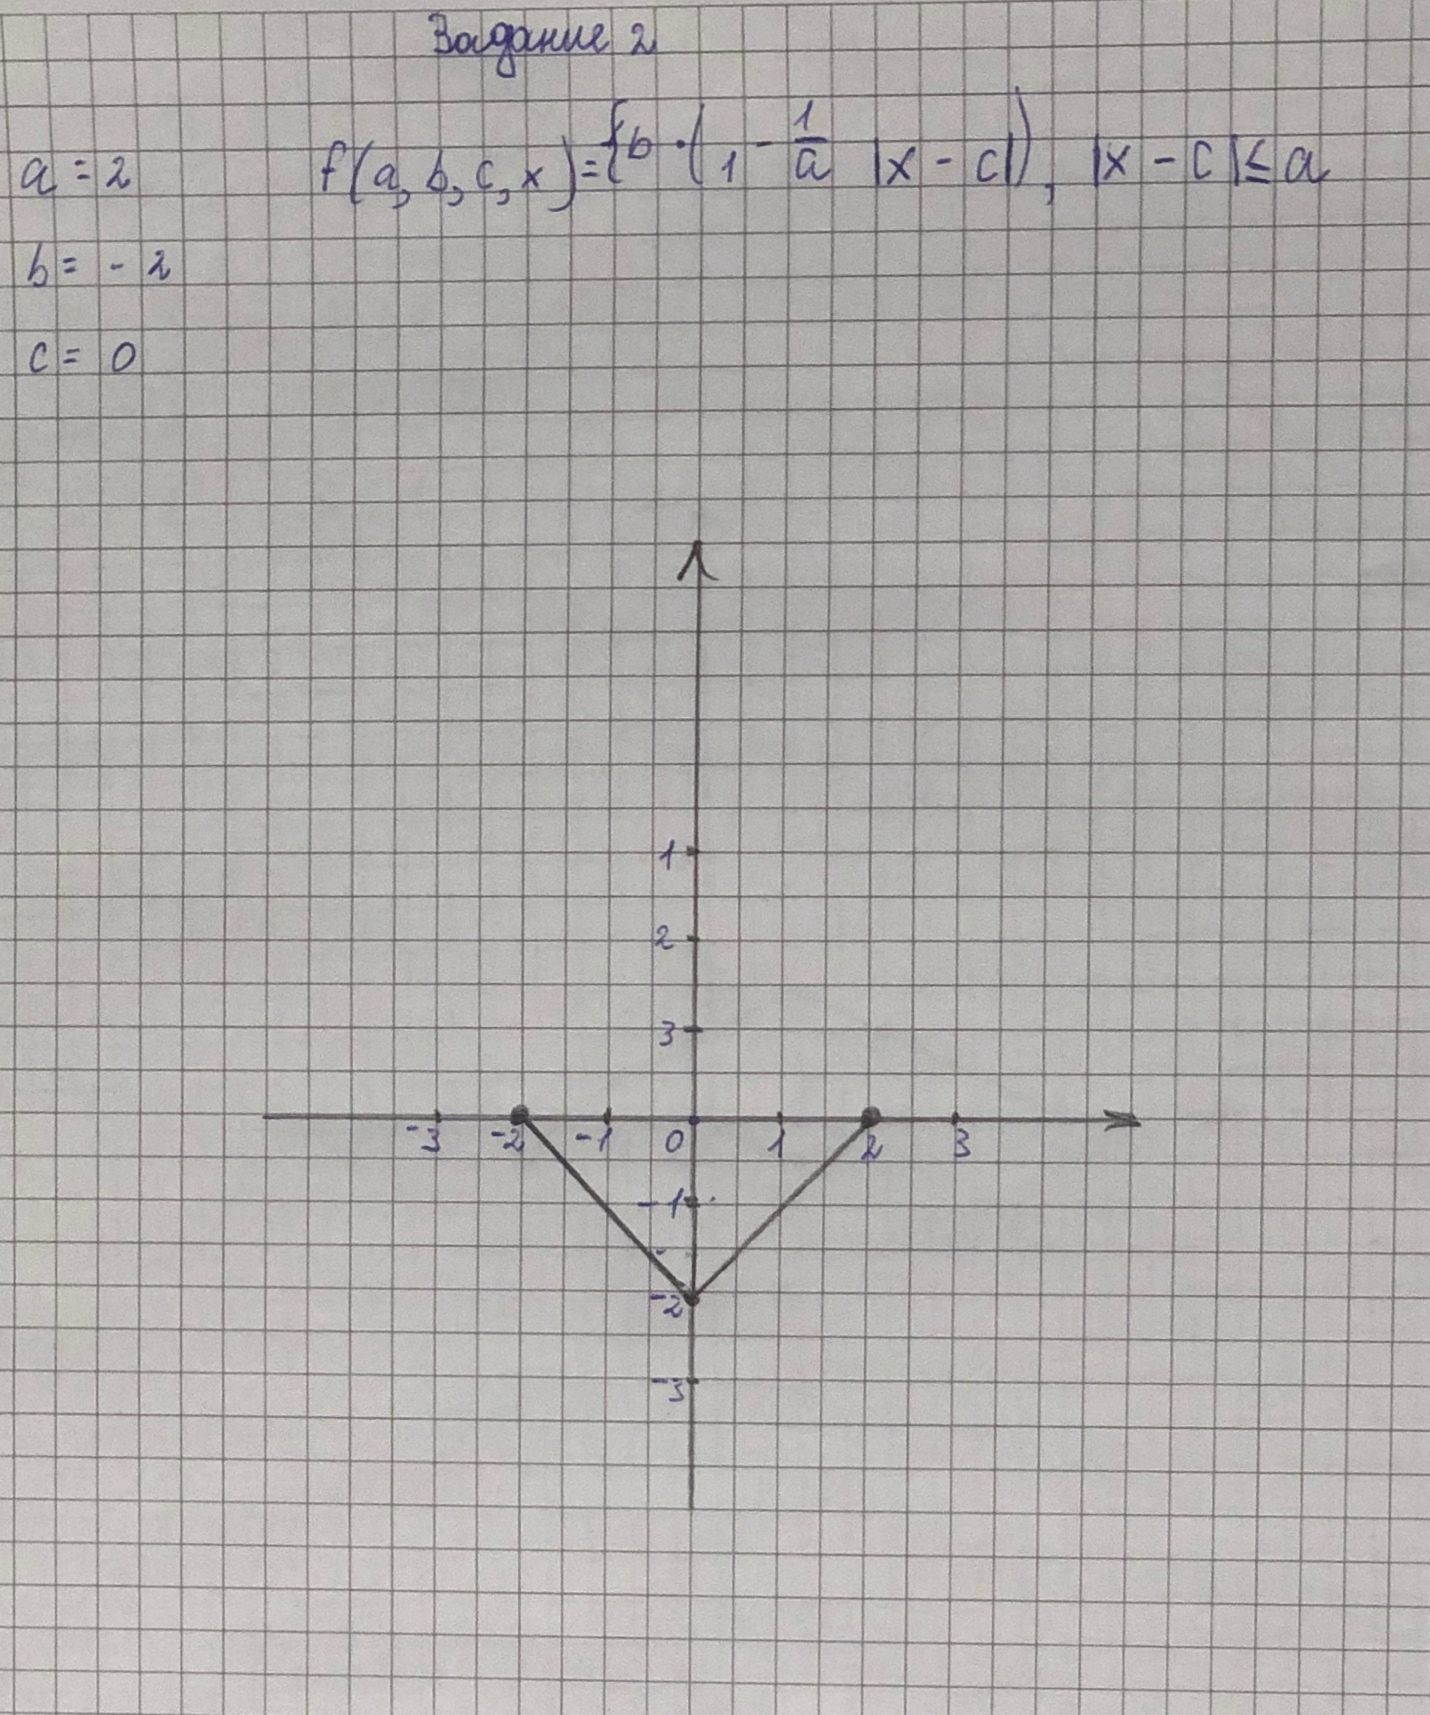 Задание 2
a = 2
f(a, b, c, x) = { b · (1 - 1/a |x - c|), |x - c| ≤ a
b = - 2
c = 0
1
2
3
-3 -2 -1 0 1 2 3
-1
-2
-3